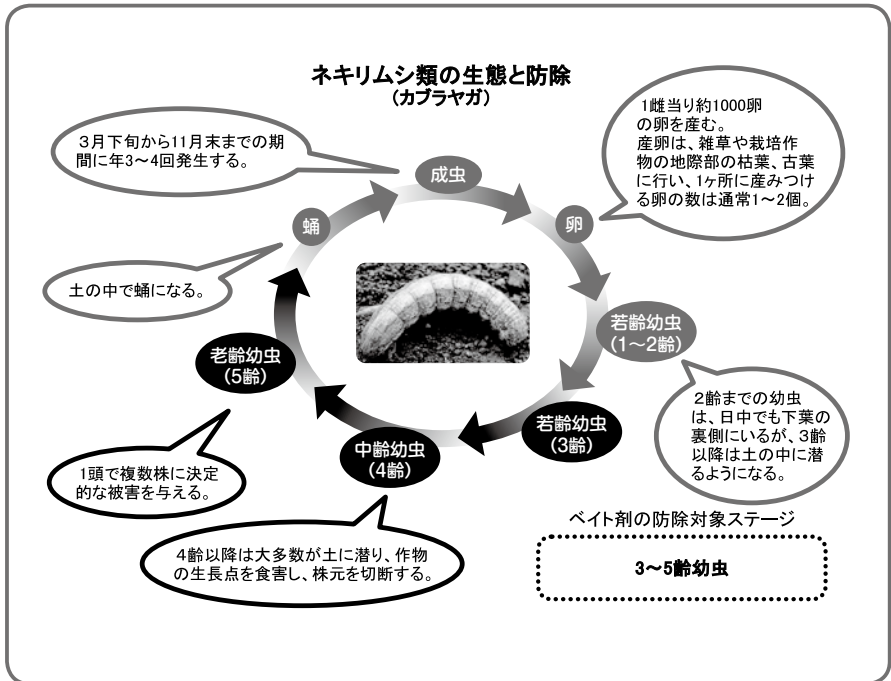 ネキリムシ類の生態と防除
(カブラヤガ)
3月下旬から11月末までの期
間に年3～4回発生する。
1雌当り約1000卵
の卵を産む。
産卵は、雑草や栽培作
物の地際部の枯葉、古葉
に行い、1ヶ所に産みつけ
る卵の数は通常1～2個。
成虫
卵
蛹
土の中で蛹になる。
若齢幼虫
(1～2齢)
老齢幼虫
(5齢)
2齢までの幼虫
は、日中でも下葉の
裏側にいるが、3齢
以降は土の中に潜
るようになる。
若齢幼虫
(3齢)
中齢幼虫
(4齢)
1頭で複数株に決定
的な被害を与える。
4齢以降は大多数が土に潜り、作物
の生長点を食害し、株元を切断する。
ベイト剤の防除対象ステージ
3～5齢幼虫